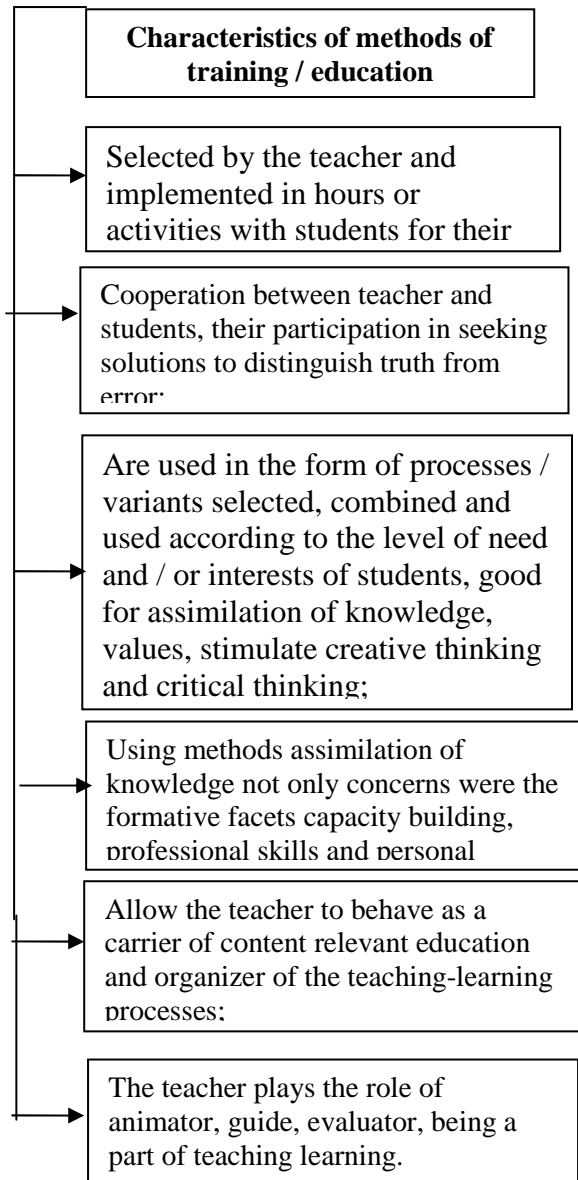 Characteristics of methods of
training / education
Selected by the teacher and
implemented in hours or
activities with students for their
Cooperation between teacher and
students, their participation in seeking
solutions to distinguish truth from
error;
Are used in the form of processes /
variants selected, combined and
used according to the level of need
and / or interests of students, good
for assimilation of knowledge,
values, stimulate creative thinking
and critical thinking;
Using methods assimilation of
knowledge not only concerns were the
formative facets capacity building,
professional skills and personal
Allow the teacher to behave as a
carrier of content relevant education
and organizer of the teaching-learning
processes;
The teacher plays the role of
animator, guide, evaluator, being a
part of teaching learning.